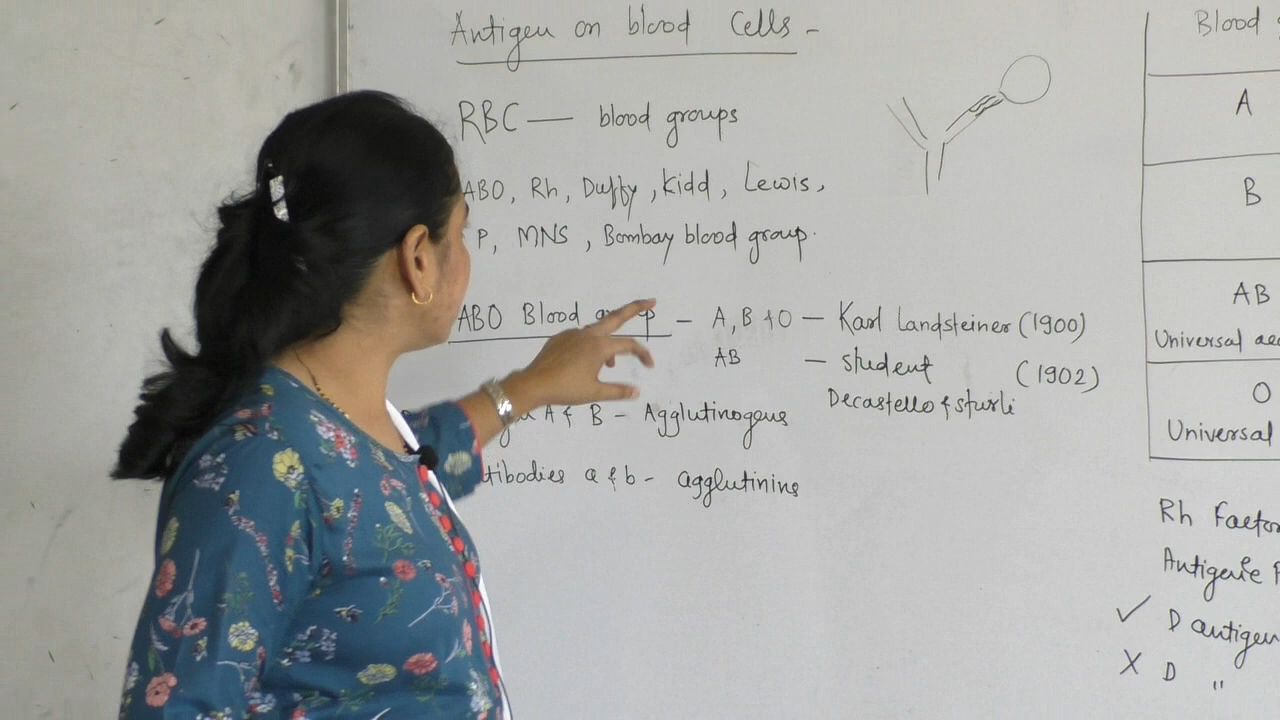 Antigen on blood Cells -
RBC — blood groups
ABO, Rh, Duffy, Kidd, Lewis,
P, MNS, Bombay blood group.
ABO Blood group - A, B & O — Karl Landsteiner (1900)
AB — student (1902)
Decastello & sturli
A & B - Agglutinogens
antibodies a & b - agglutinins
Blood
A
B
AB
Universal
O
Universal
Rh Factor
Antigenic
✓ D antigen
X D "